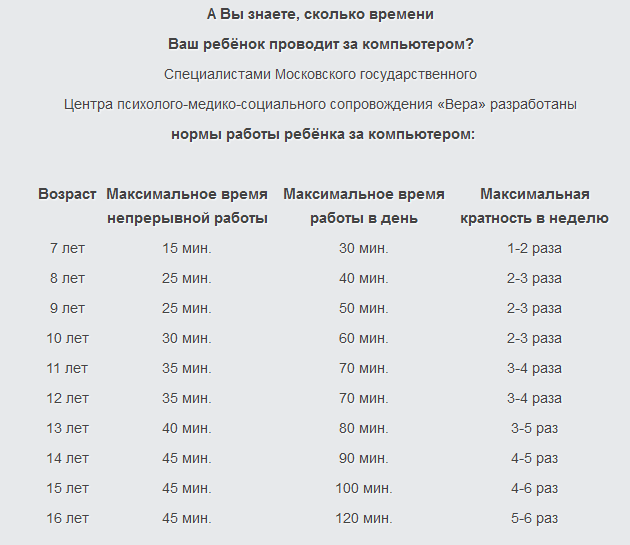 А Вы знаете, сколько времени
Ваш ребёнок проводит за компьютером?
Специалистами Московского государственного
Центра психолого-медико-социального сопровождения «Вера» разработаны
нормы работы ребёнка за компьютером:
Возраст Максимальное время непрерывной работы Максимальное время работы в день Максимальная кратность в неделю
7 лет 15 мин. 30 мин. 1-2 раза
8 лет 25 мин. 40 мин. 2-3 раза
9 лет 25 мин. 50 мин. 2-3 раза
10 лет 30 мин. 60 мин. 2-3 раза
11 лет 35 мин. 70 мин. 3-4 раза
12 лет 35 мин. 70 мин. 3-4 раза
13 лет 40 мин. 80 мин. 3-5 раз
14 лет 45 мин. 90 мин. 4-5 раз
15 лет 45 мин. 100 мин. 4-6 раз
16 лет 45 мин. 120 мин. 5-6 раз